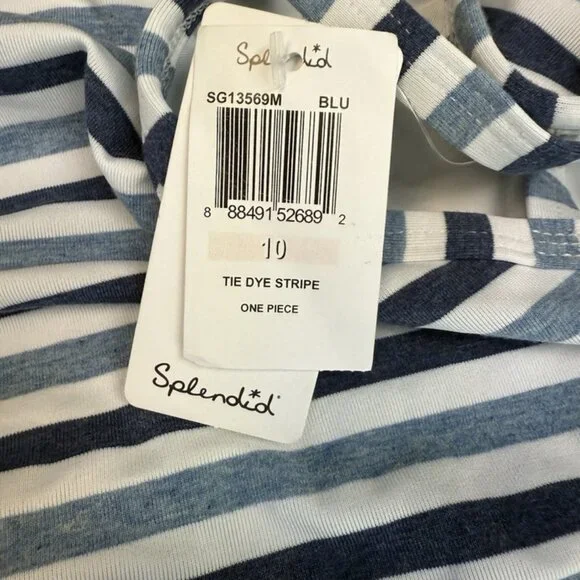 Splendid
SG13569M BLU
8 88491 52689 2
10
TIE DYE STRIPE
ONE PIECE
Splendid